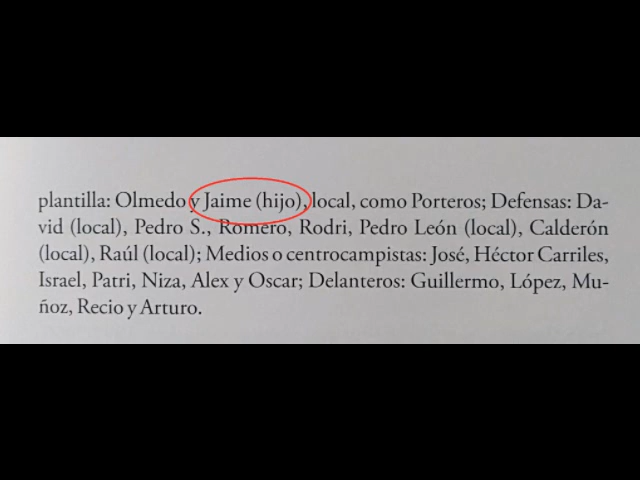 plantilla: Olmedo y Jaime (hijo), local, como Porteros; Defensas: Da-
vid (local), Pedro S., Romero, Rodri, Pedro León (local), Calderón
(local), Raúl (local); Medios o centrocampistas: José, Héctor Carriles,
Israel, Patri, Niza, Alex y Oscar; Delanteros: Guillermo, López, Mu-
ñoz, Recio y Arturo.